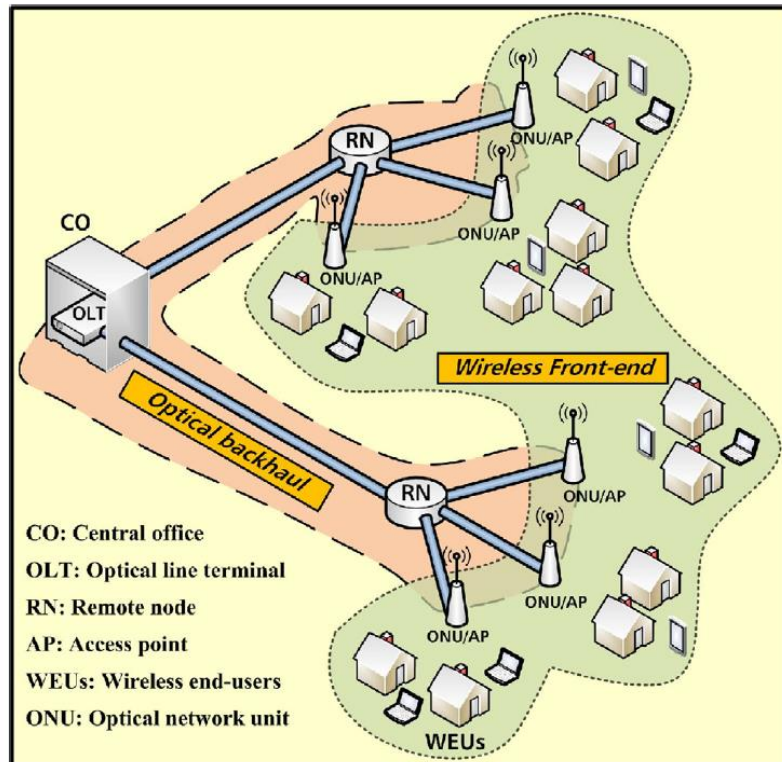 RN
ONU/AP
ONU/AP
CO
ONU/AP
OLT
Wireless Front-end
Optical backhaul
RN
ONU/AP
CO: Central office
OLT: Optical line terminal
RN: Remote node
ONU/AP
AP: Access point
ONU/AP
WEUs: Wireless end-users
ONU: Optical network unit
WEUs